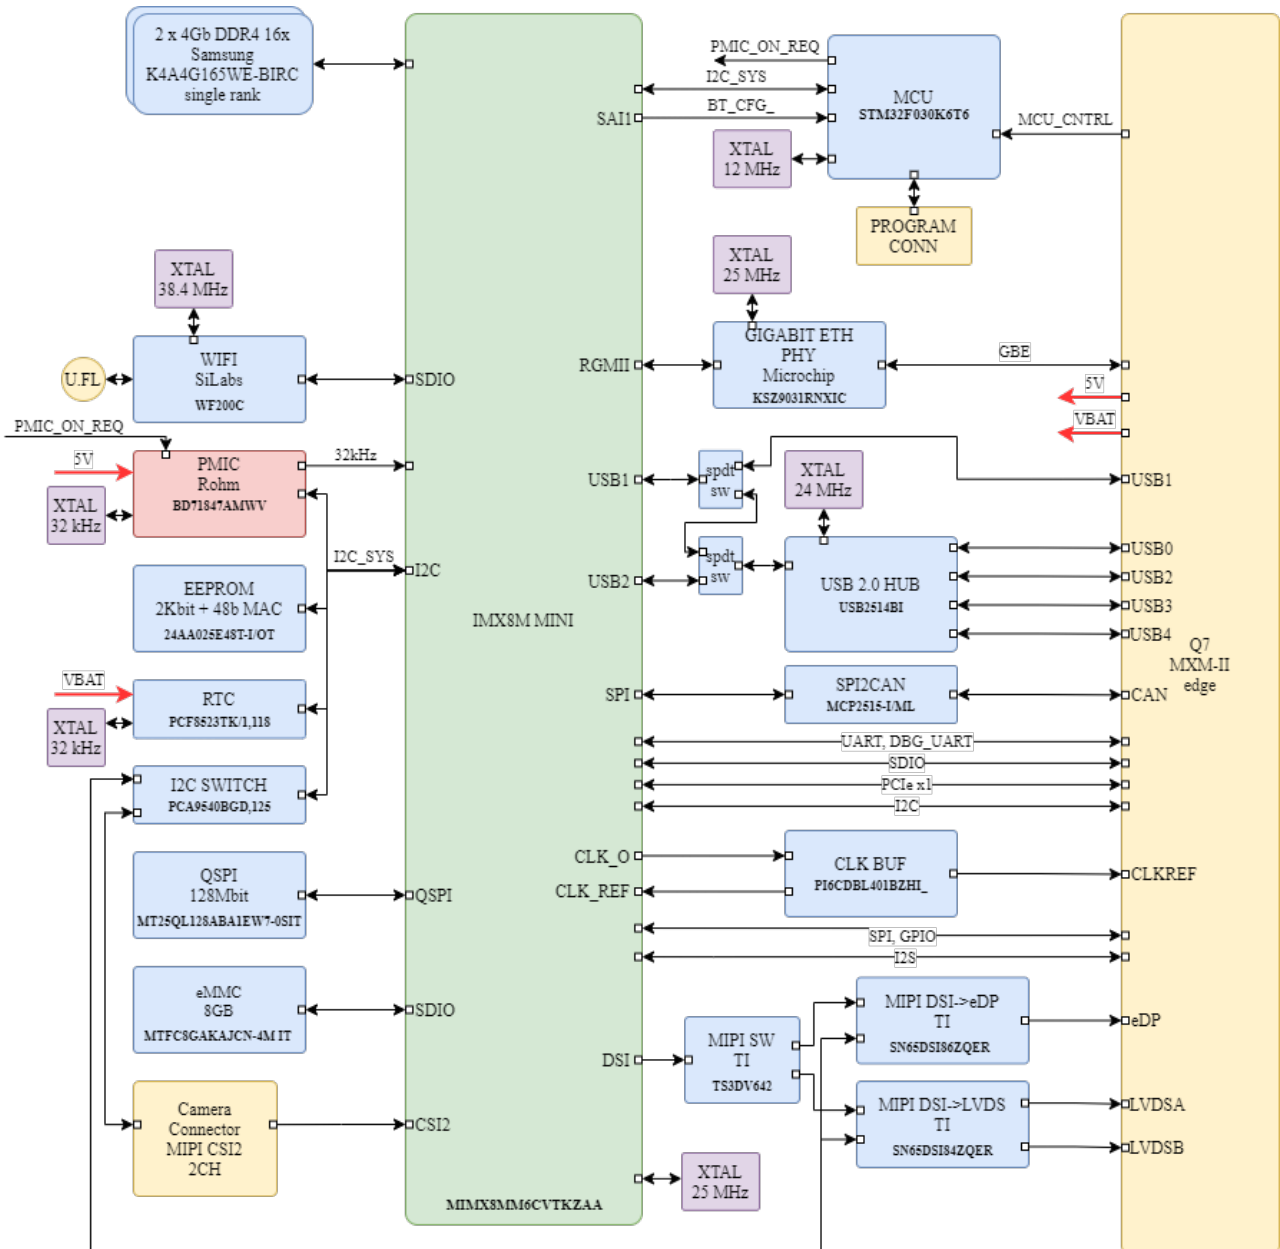 2 x 4Gb DDR4 16x
Samsung
K4A4G165WE-BIRC
single rank
PMIC_ON_REQ
I2C_SYS
BT_CFG_
SAI1
MCU
STM32F030K6T6
MCU_CNTRL
XTAL
12 MHz
PROGRAM
CONN
XTAL
25 MHz
XTAL
38.4 MHz
GIGABIT ETH
PHY
Microchip
KSZ9031RNXIC
RGMII
GBE
5V
VBAT
U.FL
WIFI
SiLabs
WF200C
SDIO
PMIC_ON_REQ
5V
PMIC
Rohm
BD71847AMWV
32kHz
XTAL
32 kHz
USB1
spdt
sw
XTAL
24 MHz
USB1
I2C_SYS
I2C
USB2
spdt
sw
USB 2.0 HUB
USB2514BI
USB0
USB2
USB3
USB4
EEPROM
2Kbit + 48b MAC
24AA025E48T-I/OT
IMX8M MINI
Q7
MXM-II
edge
VBAT
RTC
PCF8523TK/1,118
XTAL
32 kHz
SPI
SPI2CAN
MCP2515-I/ML
CAN
UART, DBG_UART
SDIO
PCIe x1
I2C
I2C SWITCH
PCA9540BGD,125
CLK_O
CLK_REF
CLK BUF
PI6CDBL401BZHI_
CLKREF
QSPI
128Mbit
MT25QL128ABA1EW7-0SIT
QSPI
SPI, GPIO
I2S
eMMC
8GB
MTFC8GAKAJCN-4M IT
SDIO
DSI
MIPI SW
TI
TS3DV642
MIPI DSI->eDP
TI
SN65DSI86ZQER
eDP
MIPI DSI->LVDS
TI
SN65DSI84ZQER
LVDSA
LVDSB
Camera
Connector
MIPI CSI2
2CH
CSI2
XTAL
25 MHz
MIMX8MM6CVTKZAA